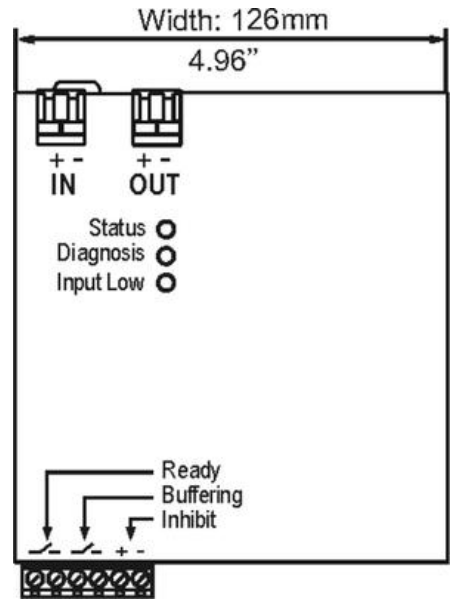 Width: 126mm
4.96”
+ - + -
IN OUT
Status
Diagnosis
Input Low
Ready
Buffering
Inhibit
+ -